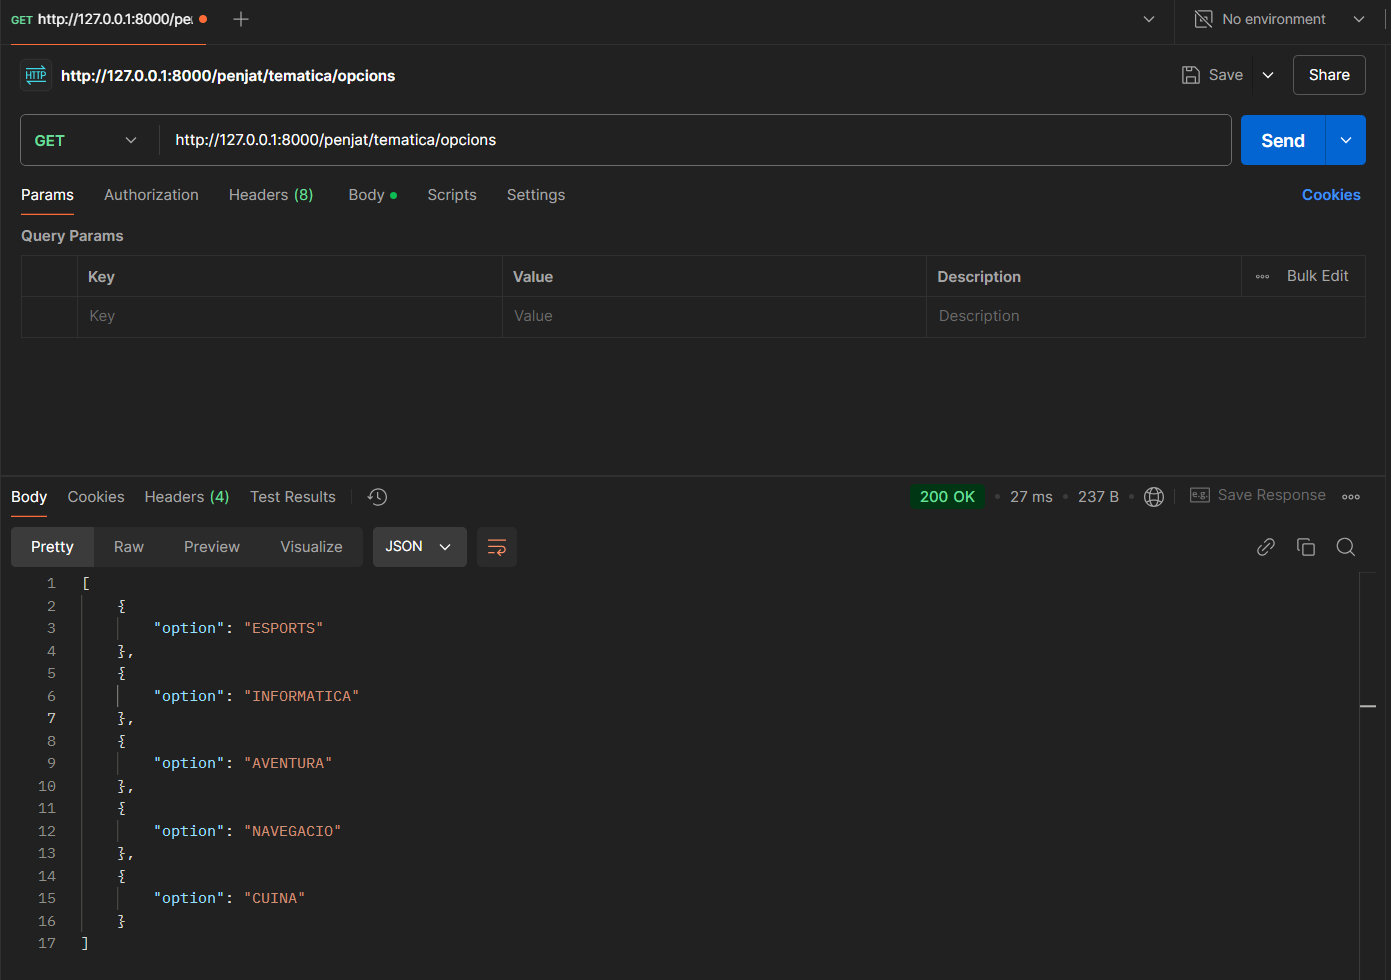 GET http://127.0.0.1:8000/pe
No environment
HTTP http://127.0.0.1:8000/penjat/tematica/opcions
Save
Share
GET http://127.0.0.1:8000/penjat/tematica/opcions
Send
Params Authorization Headers (8) Body Scripts Settings Cookies
Query Params
Key Value Description Bulk Edit
Key Value Description
Body Cookies Headers (4) Test Results 200 OK 27 ms 237 B e.g. Save Response
Pretty Raw Preview Visualize JSON
1 [
2 {
3 "option": "ESPORTS"
4 },
5 {
6 "option": "INFORMATICA"
7 },
8 {
9 "option": "AVENTURA"
10 },
11 {
12 "option": "NAVEGACIO"
13 },
14 {
15 "option": "CUINA"
16 }
17 ]